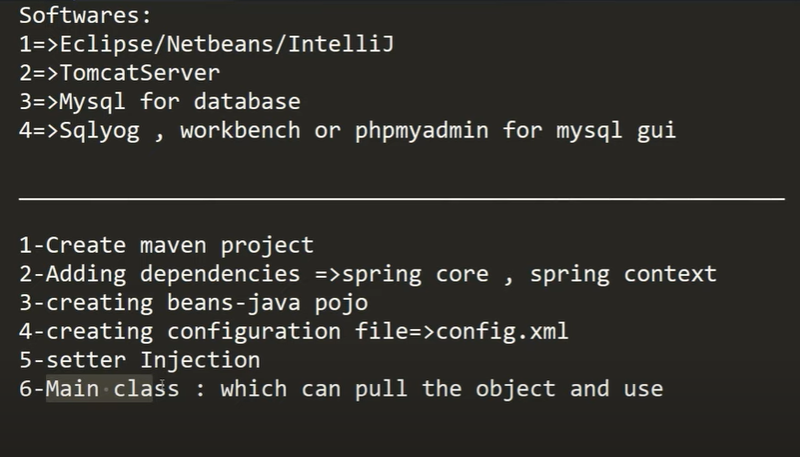 Softwares:
1=>Eclipse/Netbeans/IntelliJ
2=>TomcatServer
3=>Mysql for database
4=>Sqlyog , workbench or phpmyadmin for mysql gui
1-Create maven project
2-Adding dependencies =>spring core , spring context
3-creating beans-java pojo
4-creating configuration file=>config.xml
5-setter Injection
6-Main class : which can pull the object and use